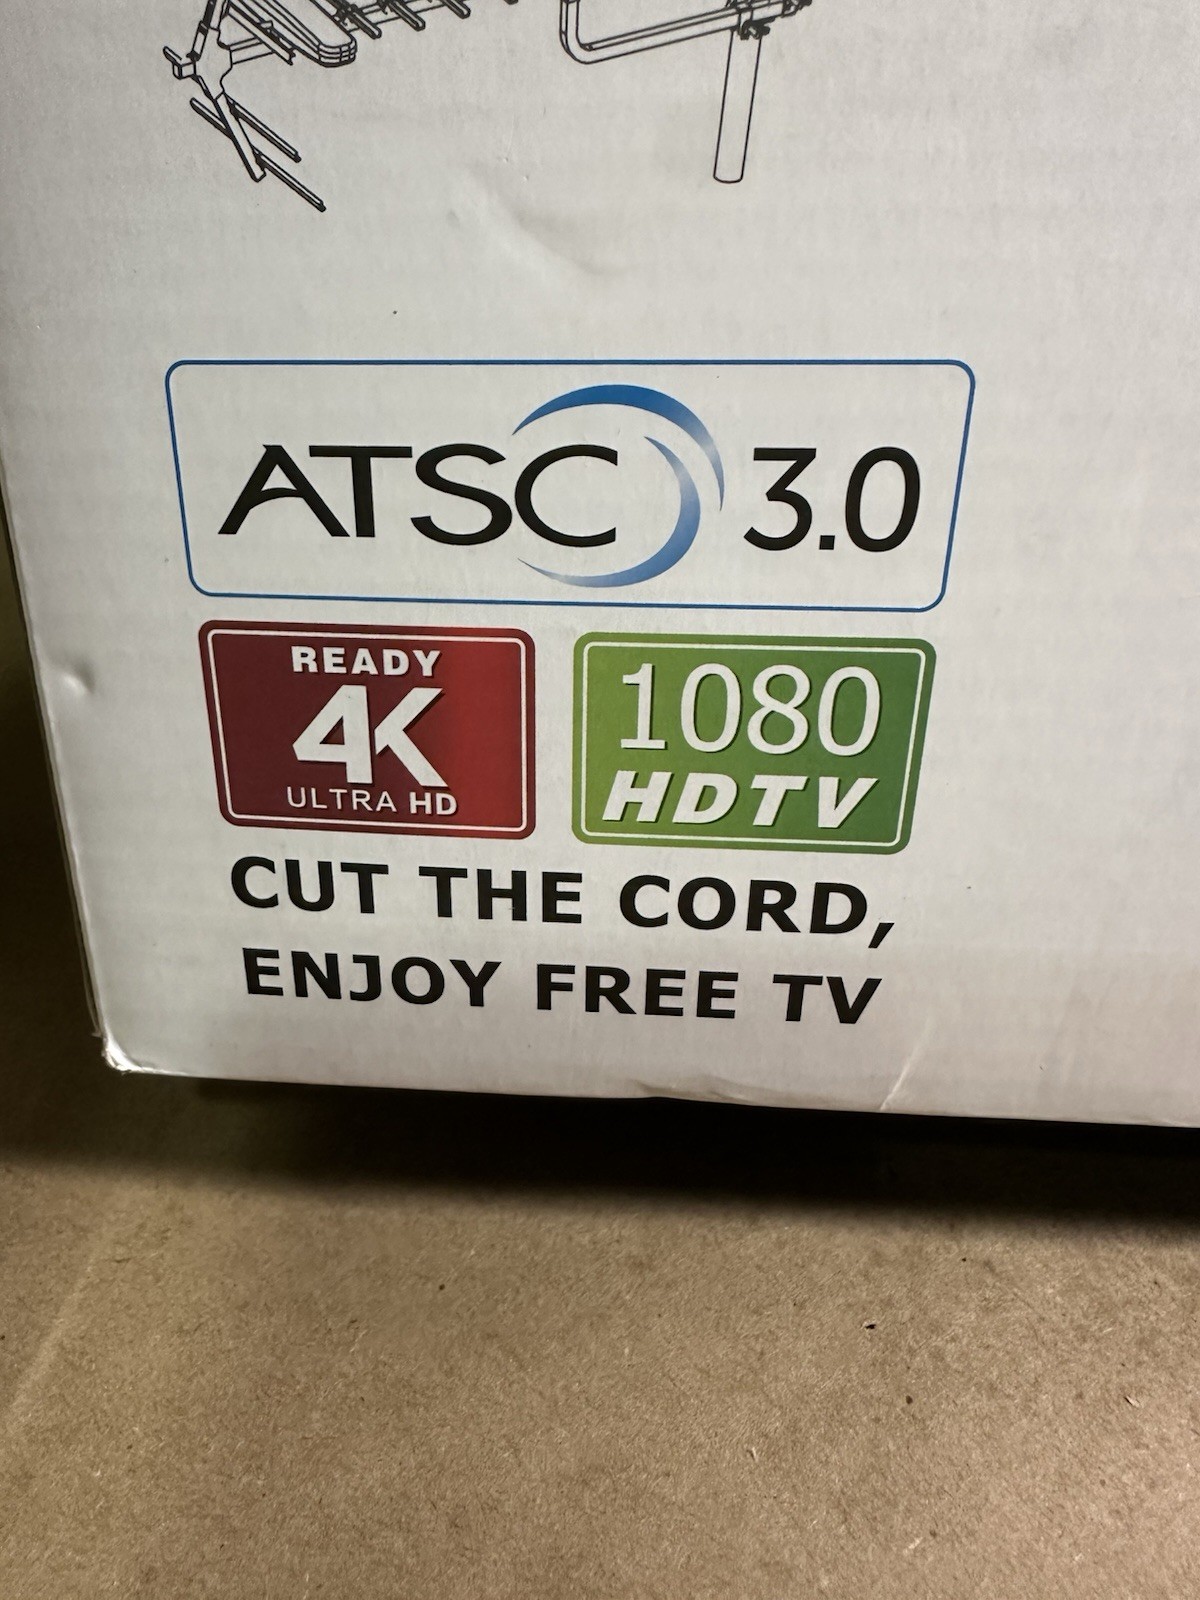 ATSC 3.0
READY
4K
ULTRA HD
1080
HDTV
CUT THE CORD,
ENJOY FREE TV